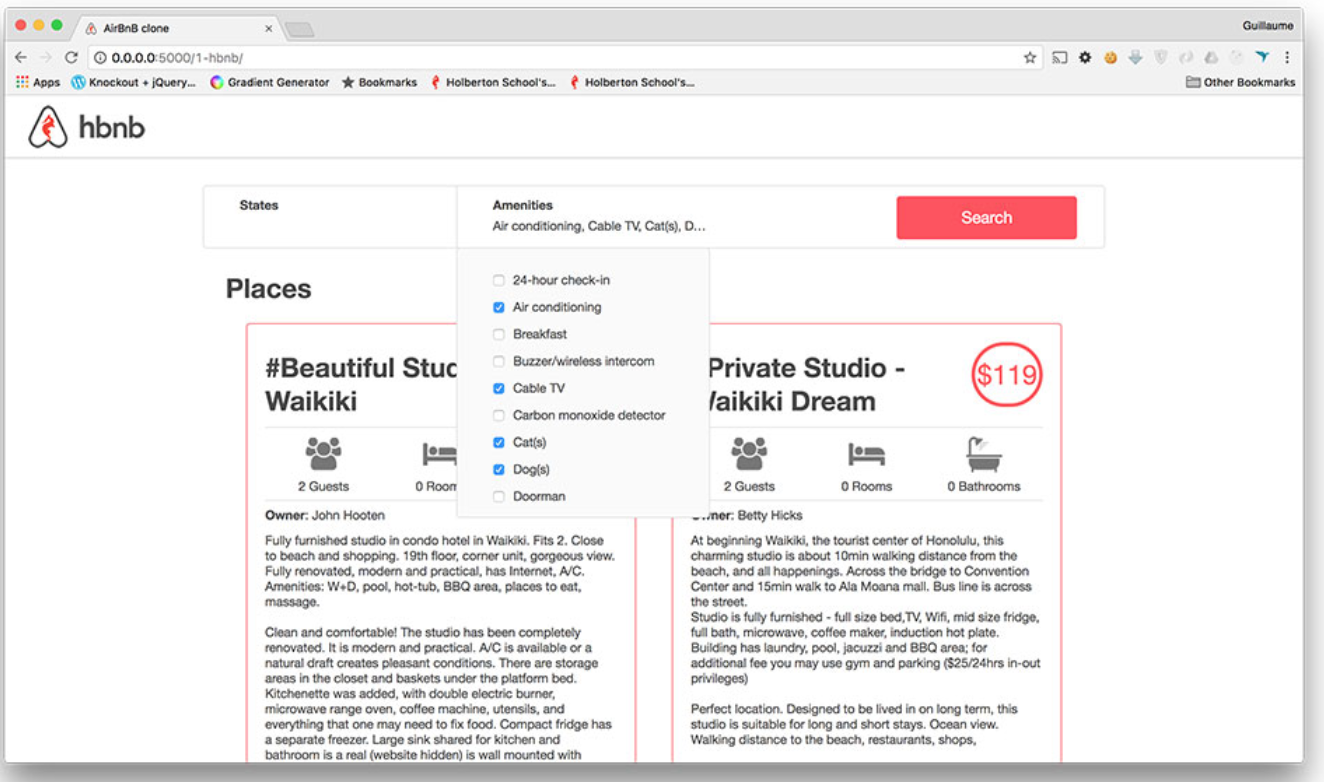 AirBnB clone
Guillaume
0.0.0.0:5000/1-hbnb/
Apps Knockout + jQuery... Gradient Generator Bookmarks Holberton School's... Holberton School's... Other Bookmarks
hbnb
States
Amenities
Air conditioning, Cable TV, Cat(s), D...
Search
24-hour check-in
Air conditioning
Breakfast
Buzzer/wireless intercom
Cable TV
Carbon monoxide detector
Cat(s)
Dog(s)
Doorman
Places
#Beautiful Stud
Waikiki
2 Guests
0 Room
Owner: John Hooten
Fully furnished studio in condo hotel in Waikiki. Fits 2. Close
to beach and shopping. 19th floor, corner unit, gorgeous view.
Fully renovated, modern and practical, has Internet, A/C.
Amenities: W+D, pool, hot-tub, BBQ area, places to eat,
massage.
Clean and comfortable! The studio has been completely
renovated. It is modern and practical. A/C is available or a
natural draft creates pleasant conditions. There are storage
areas in the closet and baskets under the platform bed.
Kitchenette was added, with double electric burner,
microwave range oven, coffee machine, utensils, and
everything that one may need to fix food. Compact fridge has
a separate freezer. Large sink shared for kitchen and
bathroom is a real (website hidden) is wall mounted with
Private Studio -
aikiki Dream
$119
2 Guests
0 Rooms
0 Bathrooms
Owner: Betty Hicks
At beginning Waikiki, the tourist center of Honolulu, this
charming studio is about 10min walking distance from the
beach, and all happenings. Across the bridge to Convention
Center and 15min walk to Ala Moana mall. Bus line is across
the street.
Studio is fully furnished - full size bed,TV, Wifi, mid size fridge,
full bath, microwave, coffee maker, induction hot plate.
Building has laundry, pool, jacuzzi and BBQ area; for
additional fee you may use gym and parking ($25/24hrs in-out
privileges)
Perfect location. Designed to be lived in on long term, this
studio is suitable for long and short stays. Ocean view.
Walking distance to the beach, restaurants, shops,